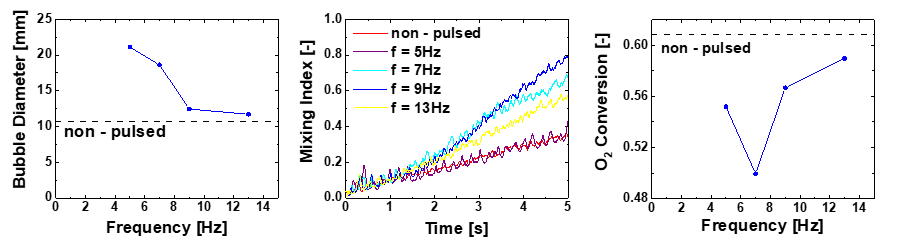 Bubble Diameter [mm]
25
20
15
10
5
0
non - pulsed
0 2 4 6 8 10 12 14
Frequency [Hz]
Mixing Index [-]
1.0
0.8
0.6
0.4
0.2
0.0
non - pulsed
f = 5Hz
f = 7Hz
f = 9Hz
f = 13Hz
0 1 2 3 4 5
Time [s]
O2 Conversion [-]
0.60
0.56
0.52
0.48
non - pulsed
0 2 4 6 8 10 12 14
Frequency [Hz]